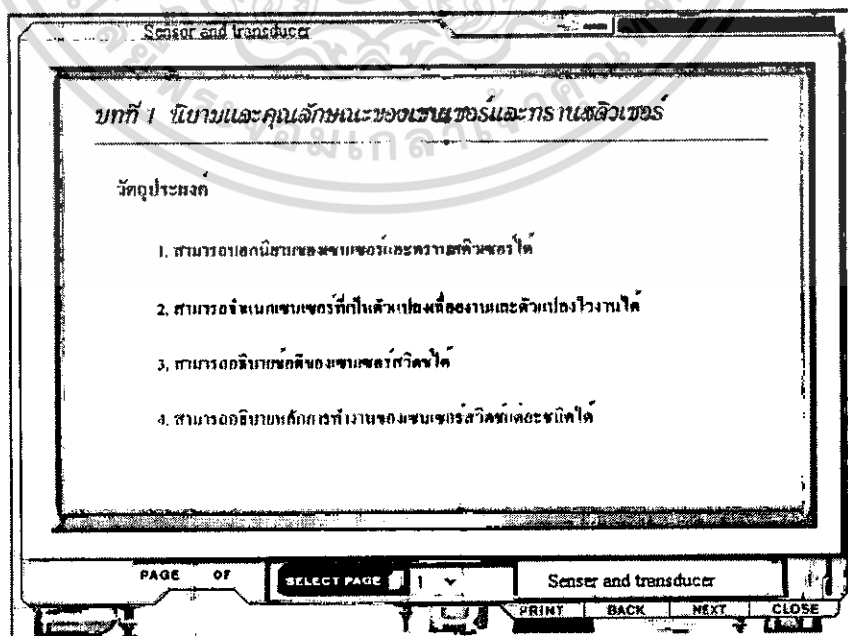 Sensor and transducer
บทที่ 1 นิยามและคุณลักษณะของเซนเซอร์และทรานสดิวเซอร์
วัตถุประสงค์
1. สามารถบอกนิยามของเซนเซอร์และทรานสดิวเซอร์ได้
2. สามารถจำแนกเซนเซอร์ที่เป็นตัวแปลงเฉื่อยงานและตัวแปลงไวงานได้
3. สามารถอธิบายข้อดีของเซนเซอร์สวิตช์ได้
4. สามารถอธิบายหลักการทำงานของเซนเซอร์สวิตช์แต่ละชนิดได้
PAGE OF SELECT PAGE 1 Senser and transducer
PRINT BACK NEXT CLOSE